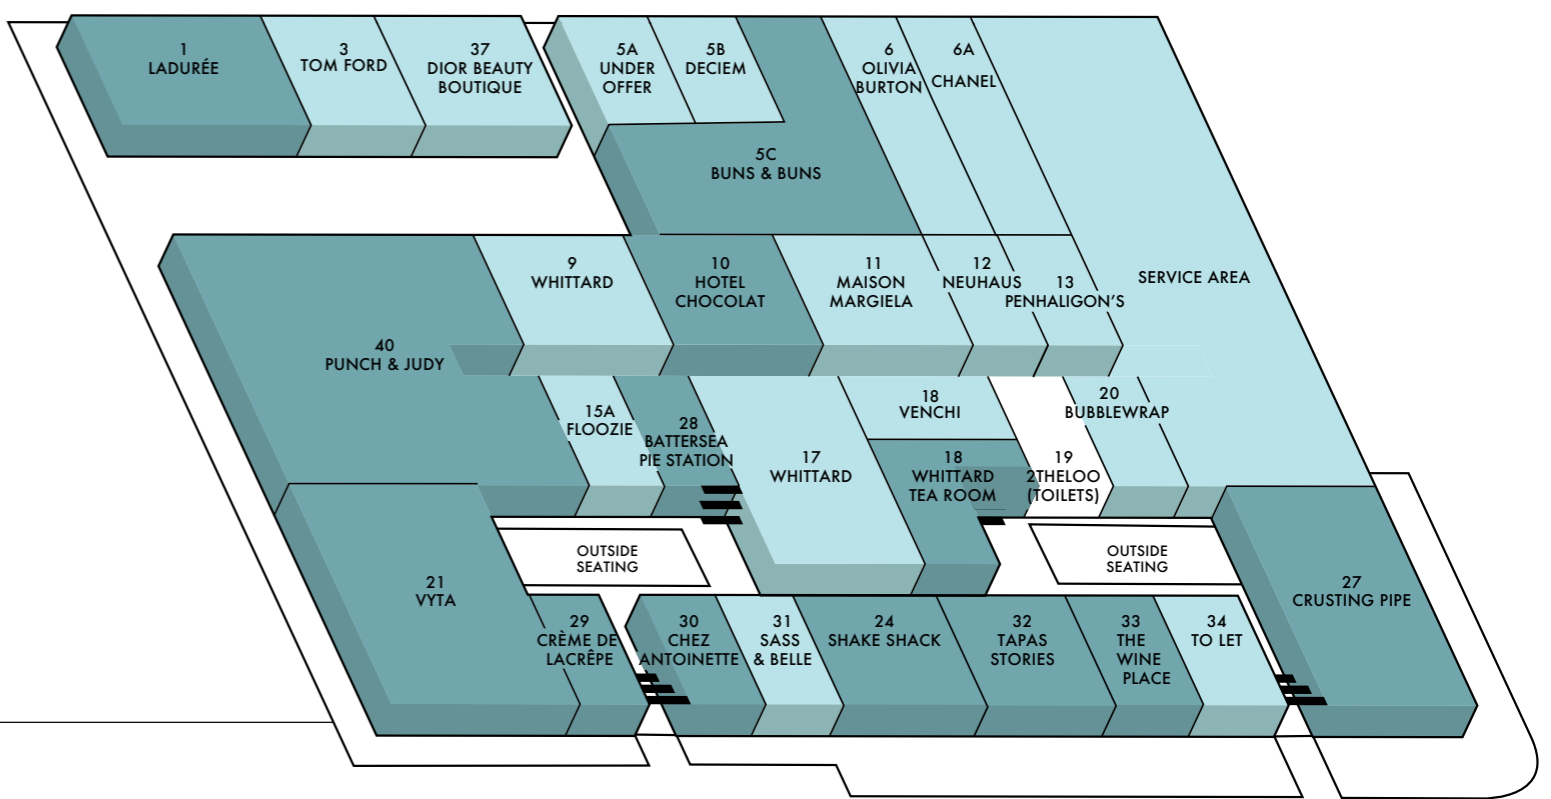 1
LADURÉE
3
TOM FORD
37
DIOR BEAUTY
BOUTIQUE
5A
UNDER
OFFER
5B
DECIEM
5C
BUNS & BUNS
6
OLIVIA
BURTON
6A
CHANEL
SERVICE AREA
40
PUNCH & JUDY
9
WHITTARD
10
HOTEL
CHOCOLAT
11
MAISON
MARGIELA
12
NEUHAUS
13
PENHALIGON'S
15A
FLOOZIE
28
BATTERSEA
PIE STATION
17
WHITTARD
18
VENCHI
18
WHITTARD
TEA ROOM
19
2THELOO
(TOILETS)
20
BUBBLEWRAP
21
VYTA
OUTSIDE
SEATING
OUTSIDE
SEATING
27
CRUSTING PIPE
29
CRÈME DE
LACRÊPE
30
CHEZ
ANTOINETTE
31
SASS
& BELLE
24
SHAKE SHACK
32
TAPAS
STORIES
33
THE
WINE
PLACE
34
TO LET